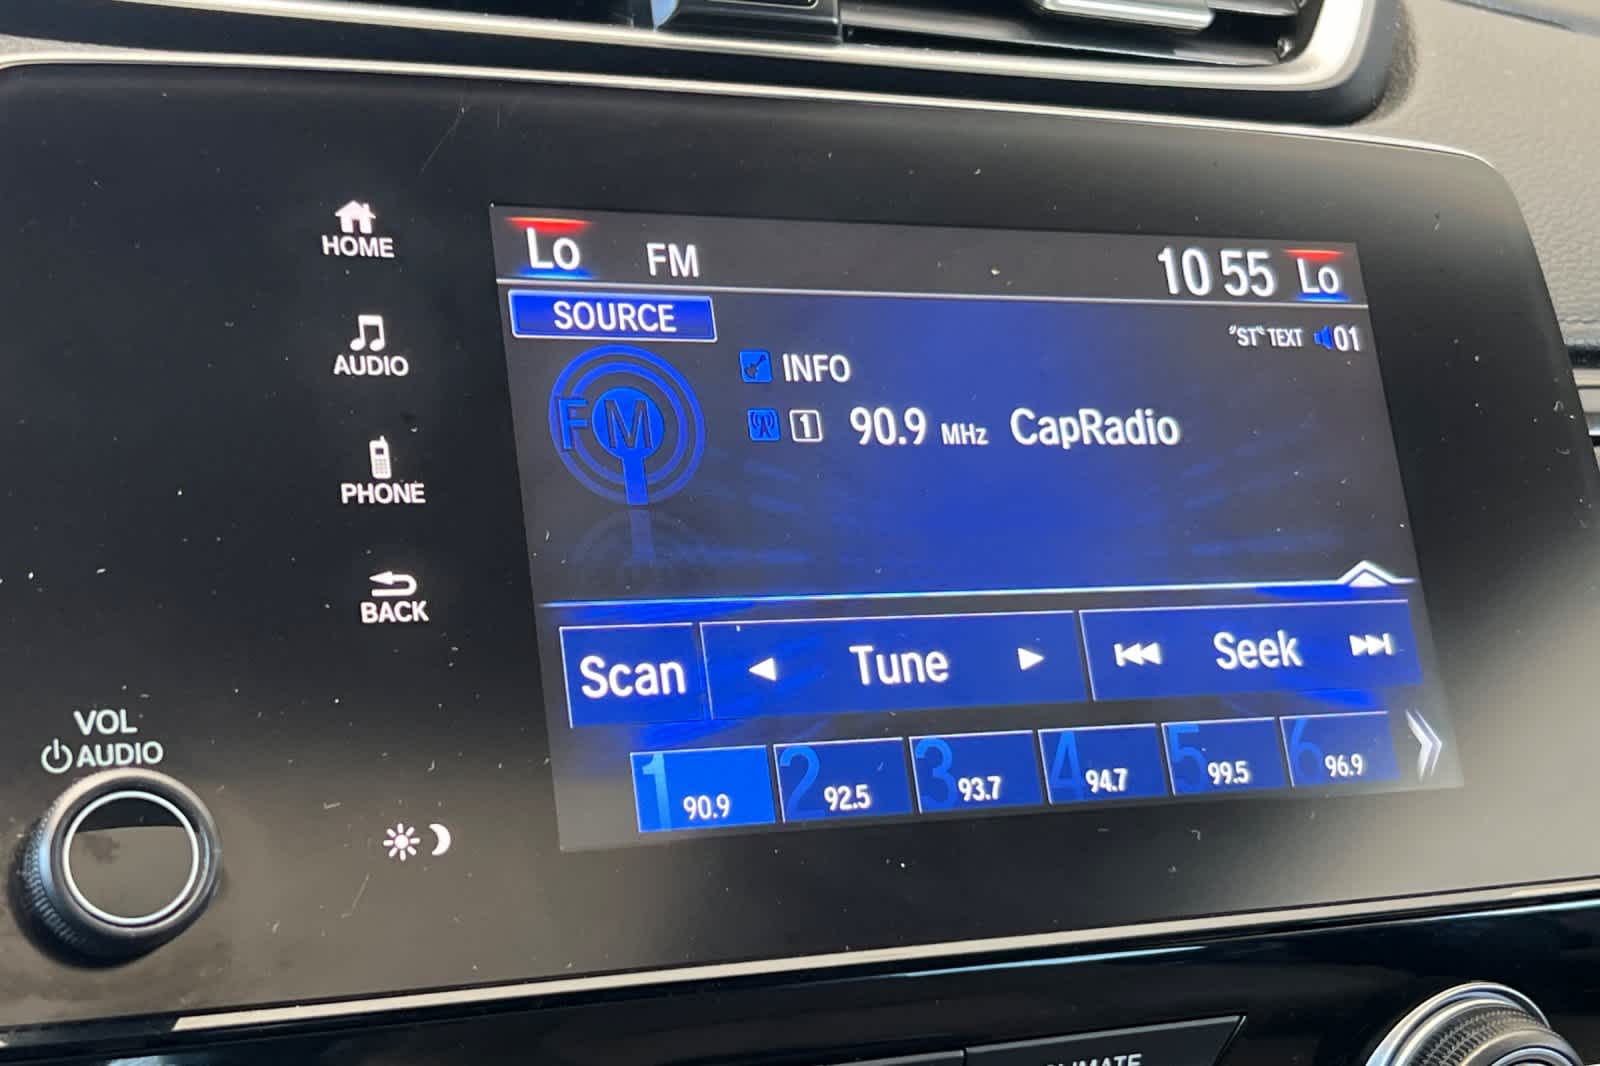 HOME
AUDIO
PHONE
BACK
VOL
AUDIO
Lo FM 10 55 Lo
SOURCE
"ST" TEXT 01
FM
INFO
1 90.9 MHz CapRadio
Scan Tune Seek
1 90.9 2 92.5 3 93.7 4 94.7 5 99.5 6 96.9